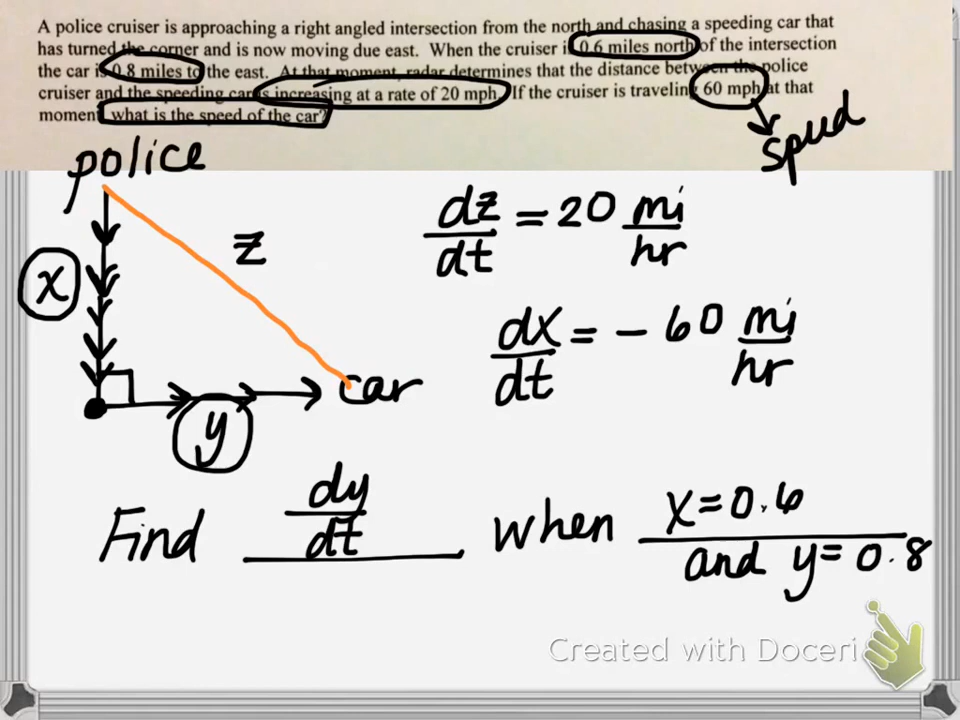 A police cruiser is approaching a right angled intersection from the north and chasing a speeding car that
has turned the corner and is now moving due east. When the cruiser is 0.6 miles north of the intersection
the car is 0.8 miles to the east. At that moment, radar determines that the distance between the police
cruiser and the speeding car is increasing at a rate of 20 mph. If the cruiser is traveling 60 mph at that
moment, what is the speed of the car?
speed
police
x
z
y
car
dz/dt = 20 mi/hr
dx/dt = - 60 mi/hr
Find dy/dt when x = 0.6
and y = 0.8
Created with Doceri